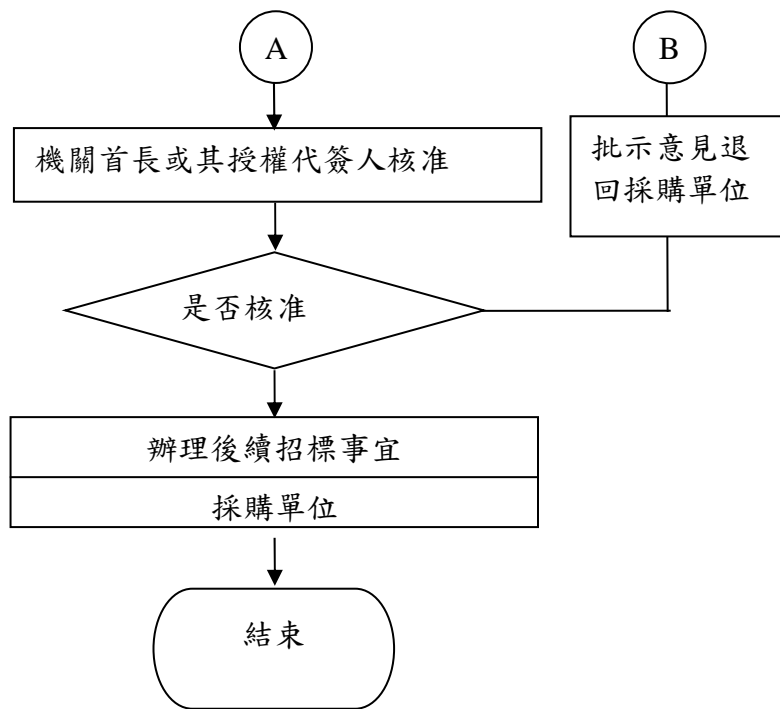 A
B
機關首長或其授權代簽人核准
批示意見退
回採購單位
是否核准
辦理後續招標事宜
採購單位
結束